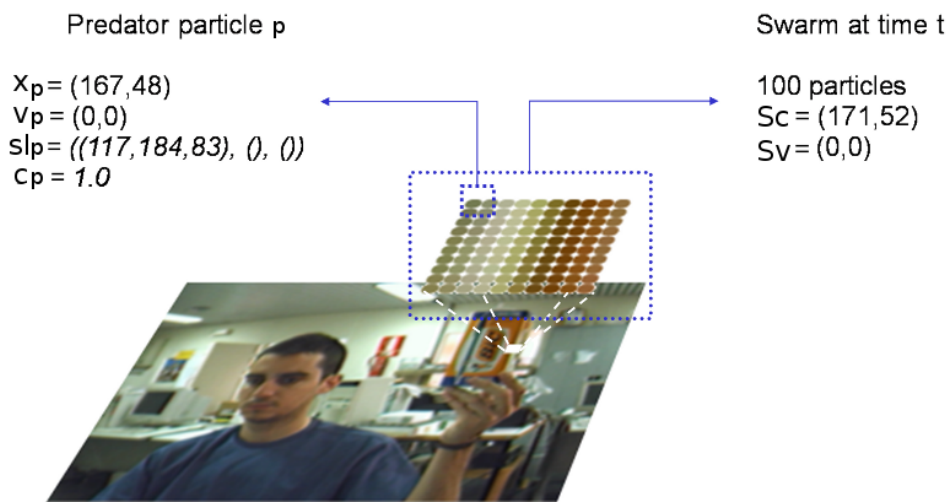 Predator particle p
xp= (167,48)
vp= (0,0)
slp= ((117,184,83), (), ())
cp = 1.0
Swarm at time t
100 particles
Sc = (171,52)
Sv= (0,0)